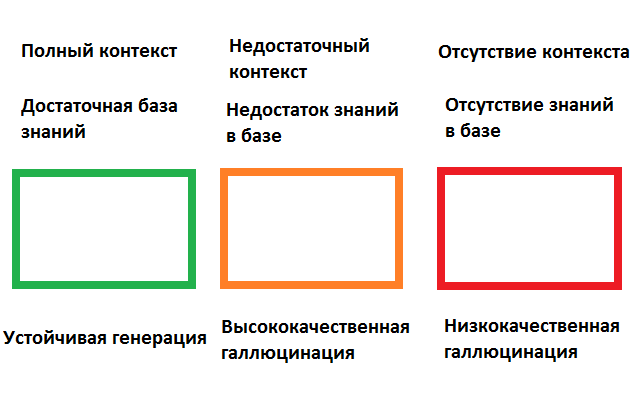 Полный контекст
Недостаточный
контекст
Отсутствие контекста
Достаточная база
знаний
Недостаток знаний
в базе
Отсутствие знаний
в базе
Устойчивая генерация
Высококачественная
галлюцинация
Низкокачественная
галлюцинация